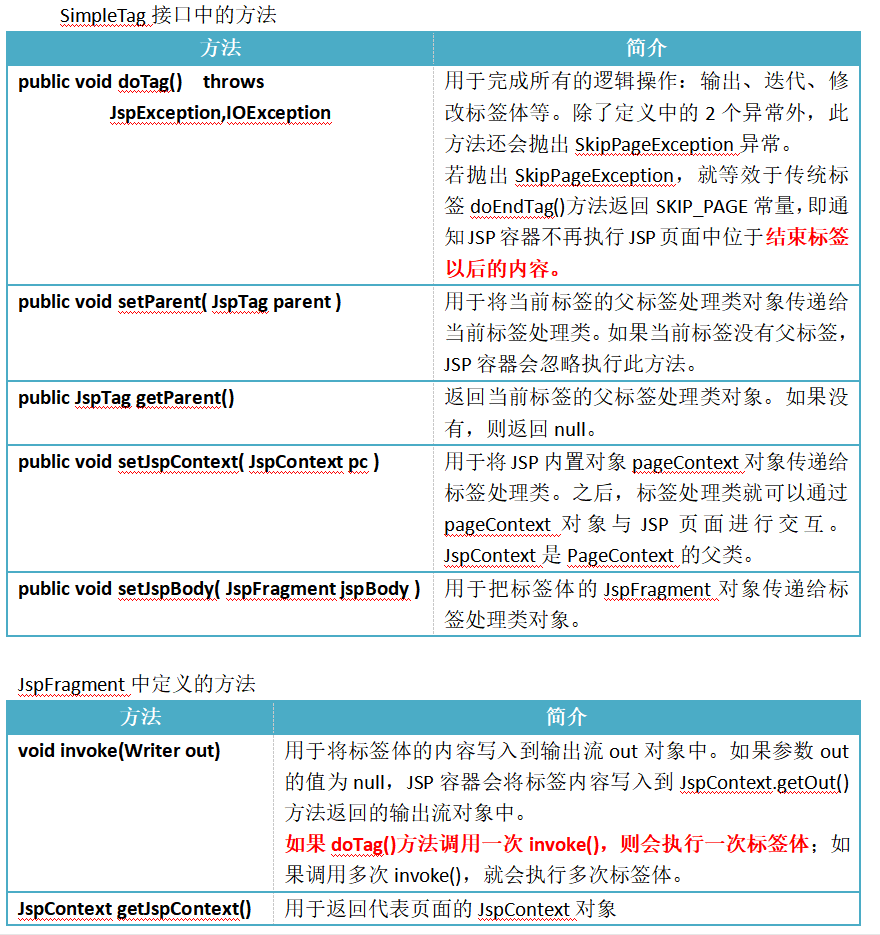 SimpleTag 接口中的方法
方法 简介
public void doTag() throws
JspException,IOException
用于完成所有的逻辑操作：输出、迭代、修
改标签体等。除了定义中的 2 个异常外，此
方法还会抛出 SkipPageException 异常。
若抛出 SkipPageException，就等效于传统标
签 doEndTag()方法返回 SKIP_PAGE 常量，即通
知 JSP 容器不再执行 JSP 页面中位于结束标签
以后的内容。
public void setParent( JspTag parent )
用于将当前标签的父标签处理类对象传递给
当前标签处理类。如果当前标签没有父标签，
JSP 容器会忽略执行此方法。
public JspTag getParent()
返回当前标签的父标签处理类对象。如果没
有，则返回 null。
public void setJspContext( JspContext pc )
用于将 JSP 内置对象 pageContext 对象传递给
标签处理类。之后，标签处理类就可以通过
pageContext 对象与 JSP 页面进行交互。
JspContext 是 PageContext 的父类。
public void setJspBody( JspFragment jspBody )
用于把标签体的 JspFragment 对象传递给标
签处理类对象。
JspFragment 中定义的方法
方法 简介
void invoke(Writer out)
用于将标签体的内容写入到输出流 out 对象中。如果参数 out
的值为 null，JSP 容器会将标签内容写入到 JspContext.getOut()
方法返回的输出流对象中。
如果 doTag()方法调用一次 invoke()，则会执行一次标签体；如
果调用多次 invoke()，就会执行多次标签体。
JspContext getJspContext()
用于返回代表页面的 JspContext 对象